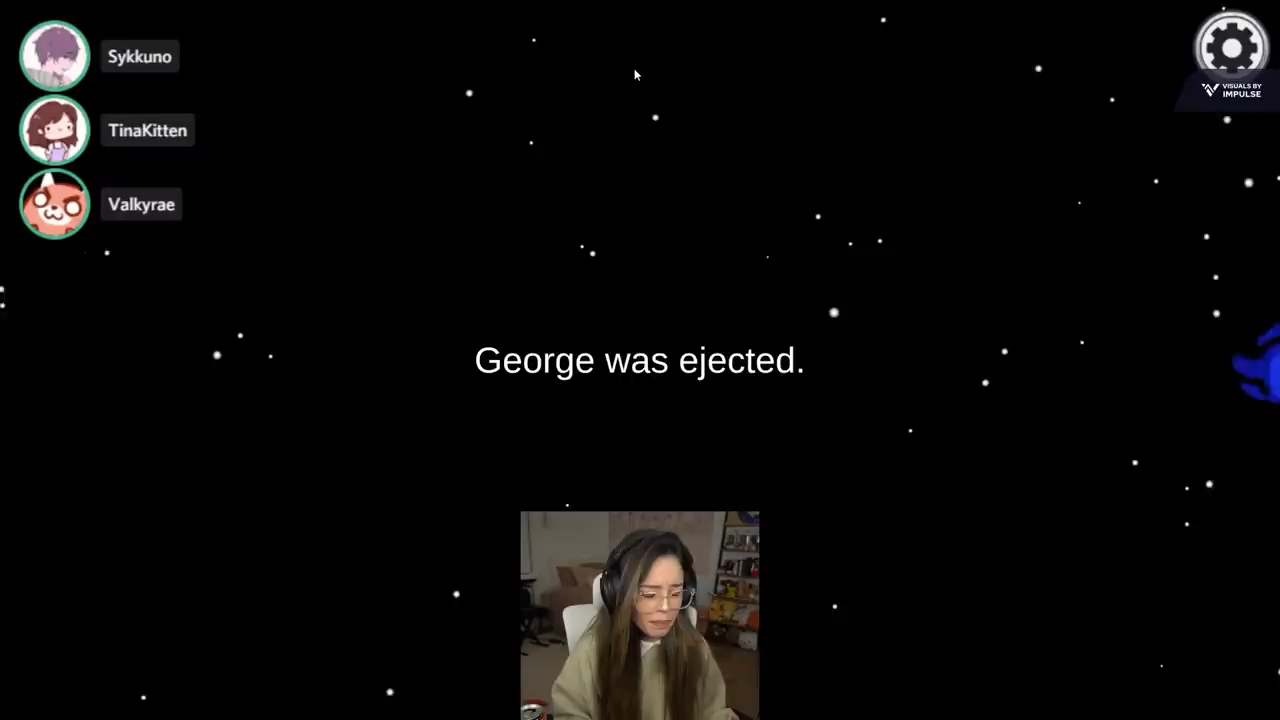 Sykkuno
TinaKitten
Valkyrae
VISUALS BY
IMPULSE
George was ejected.